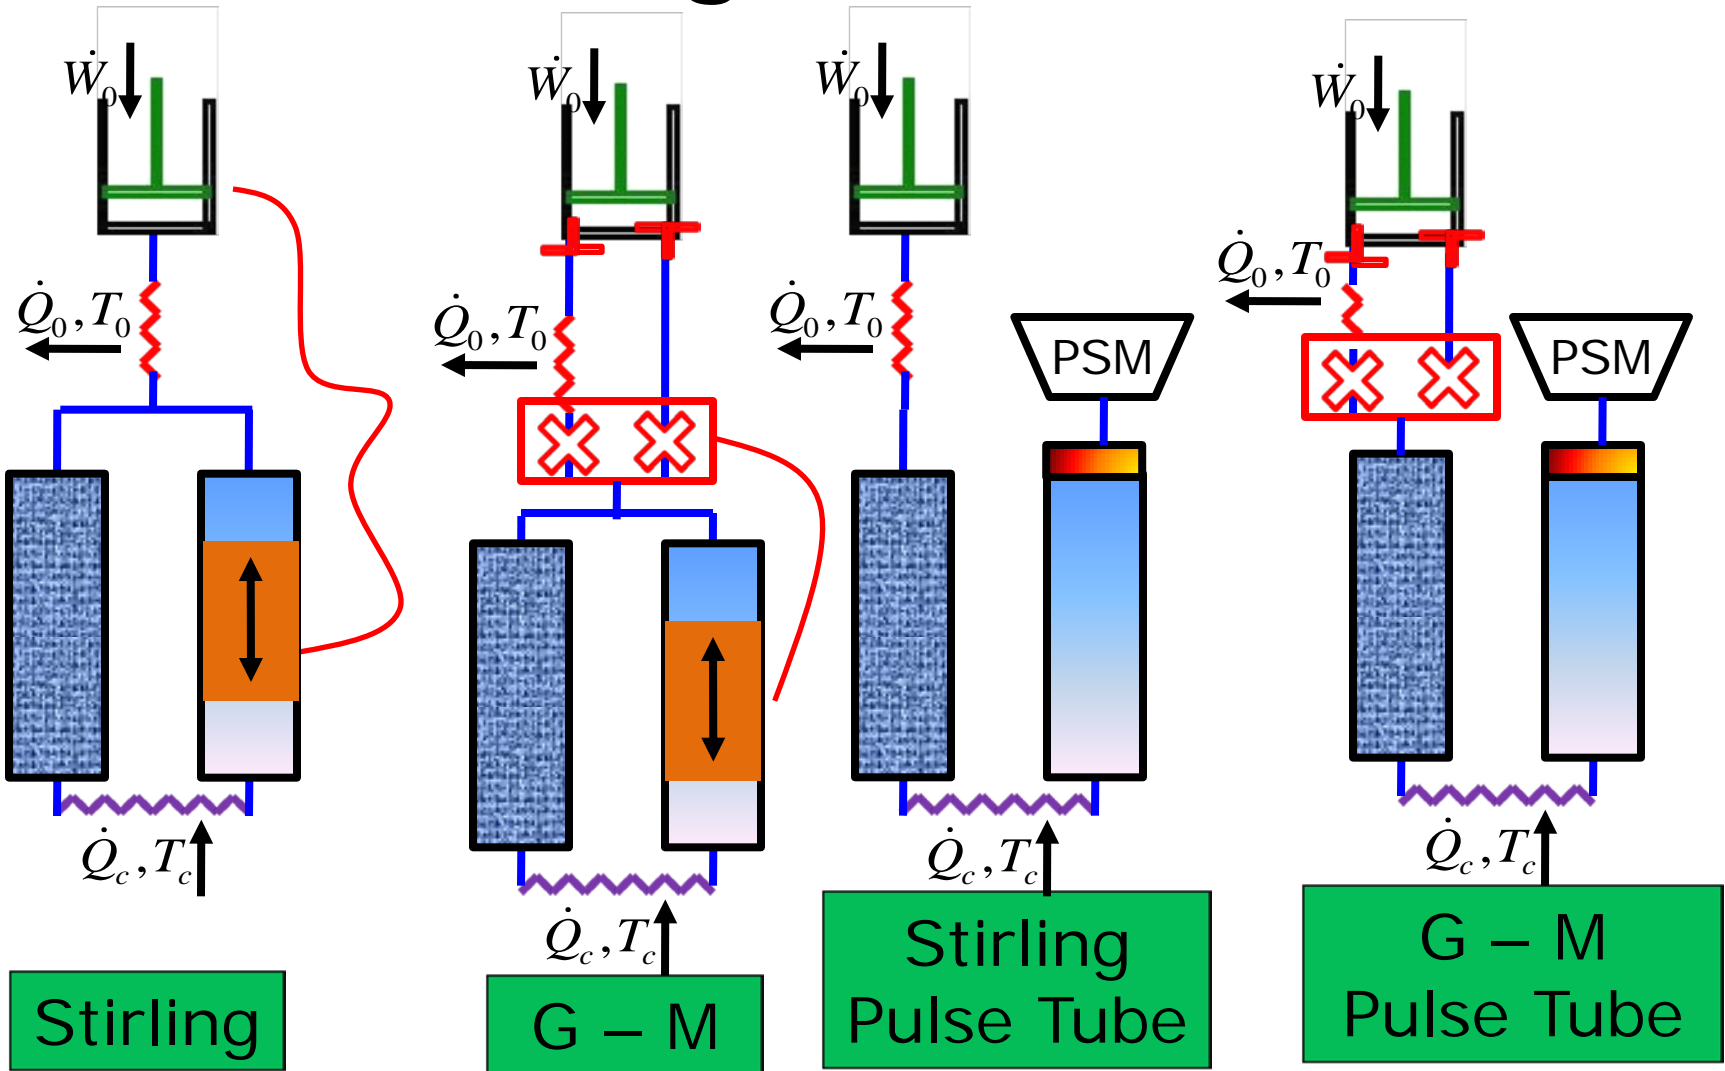 Ẇ₀
Q̇₀, T₀
Q̇c, Tc
Stirling
Ẇ₀
Q̇₀, T₀
Q̇c, Tc
G – M
Ẇ₀
Q̇₀, T₀
PSM
Q̇c, Tc
Stirling
Pulse Tube
Ẇ₀
Q̇₀, T₀
PSM
Q̇c, Tc
G – M
Pulse Tube